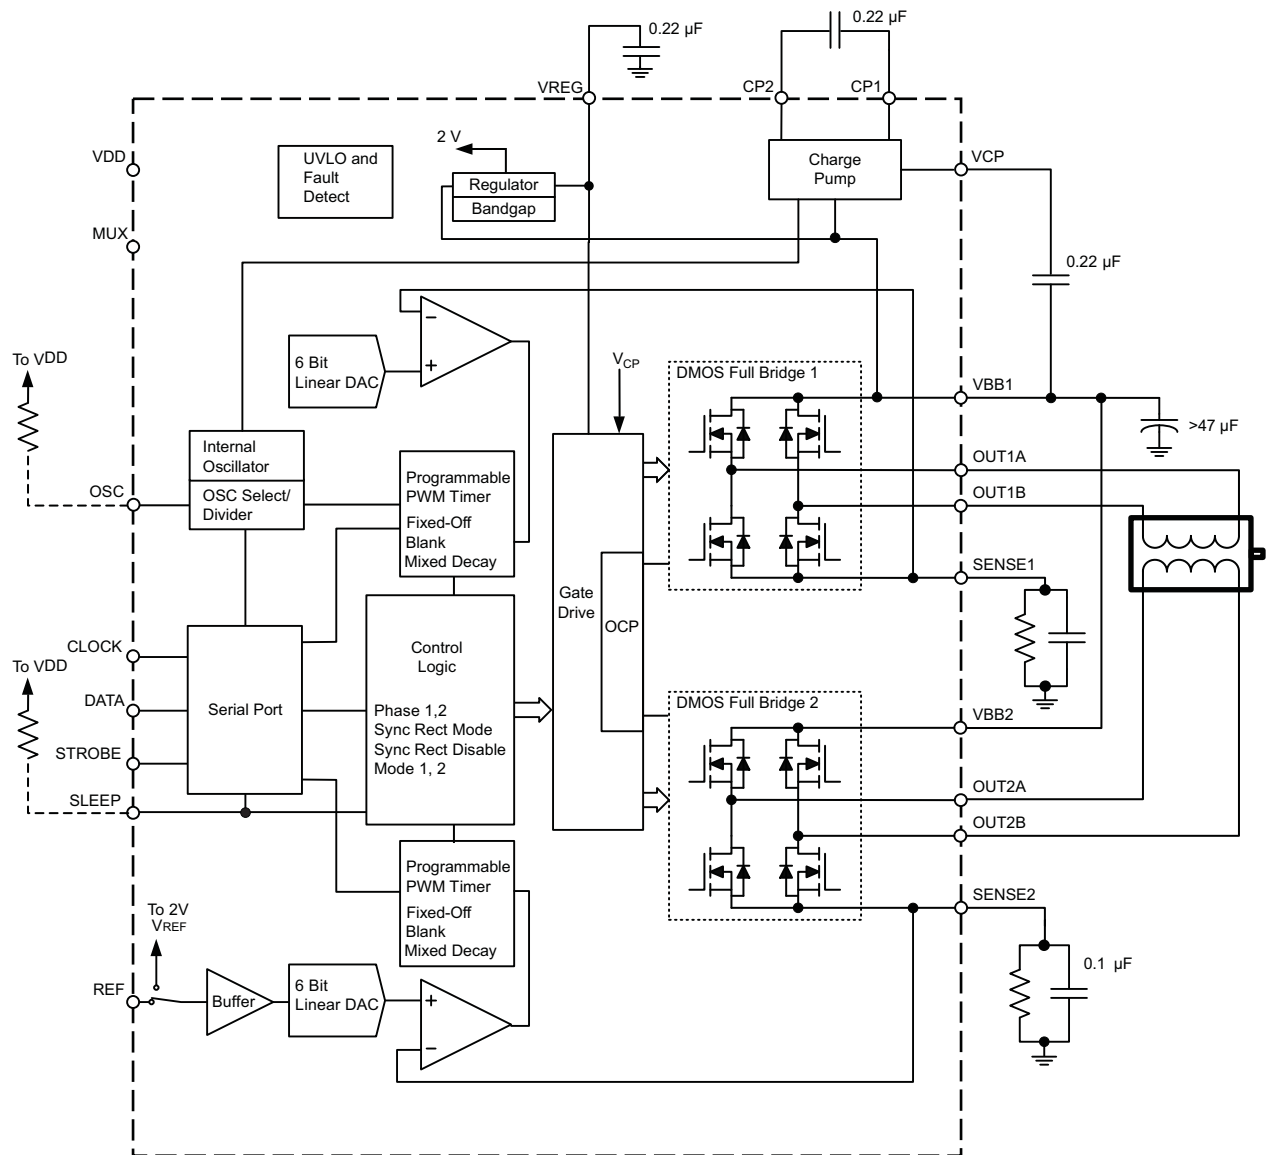 0.22 µF
0.22 µF
VREG
CP2
CP1
VDD
UVLO and
Fault
Detect
2 V
Regulator
Bandgap
Charge
Pump
VCP
MUX
0.22 µF
To VDD
6 Bit
Linear DAC
−
+
VCP
DMOS Full Bridge 1
VBB1
>47 µF
Internal
Oscillator
OSC
OSC Select/
Divider
Programmable
PWM Timer
Fixed-Off
Blank
Mixed Decay
OUT1A
OUT1B
SENSE1
Gate
Drive
OCP
CLOCK
To VDD
DATA
STROBE
SLEEP
Serial Port
Control
Logic
Phase 1,2
Sync Rect Mode
Sync Rect Disable
Mode 1, 2
DMOS Full Bridge 2
VBB2
OUT2A
OUT2B
SENSE2
Programmable
PWM Timer
Fixed-Off
Blank
Mixed Decay
To 2V
VREF
REF
Buffer
6 Bit
Linear DAC
+
−
0.1 µF